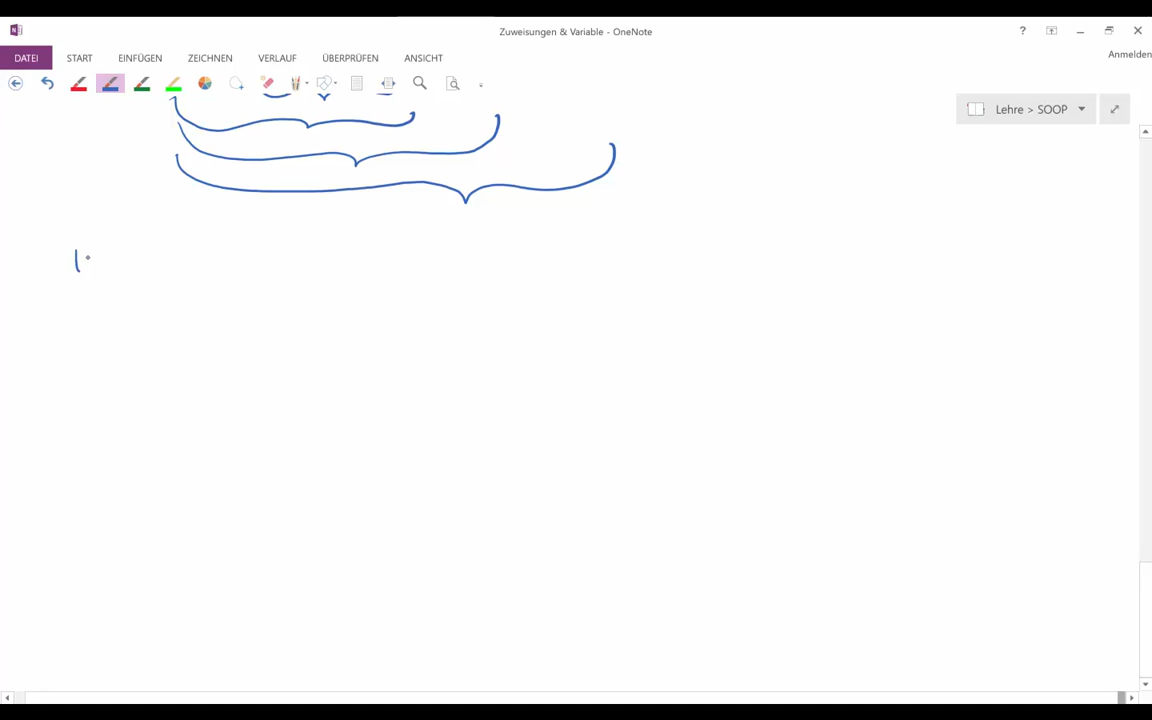 Zuweisungen & Variable - OneNote
?
DATEI START EINFÜGEN ZEICHNEN VERLAUF ÜBERPRÜFEN ANSICHT
Anmelden
Lehre > SOOP